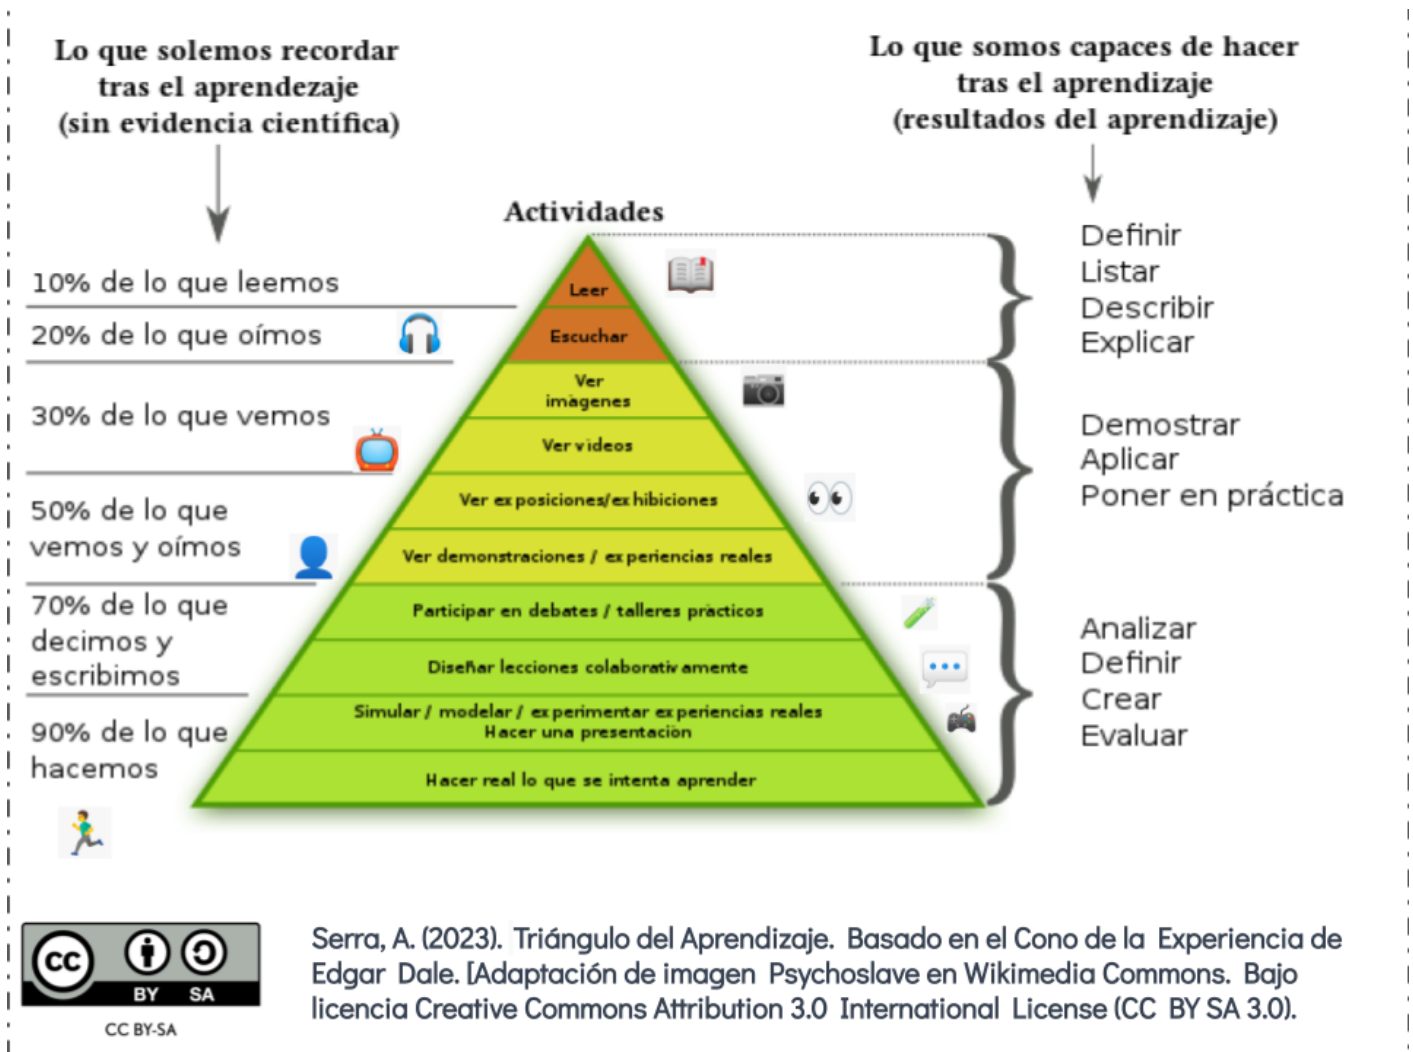 Lo que solemos recordar
tras el aprendezaje
(sin evidencia científica)
Lo que somos capaces de hacer
tras el aprendizaje
(resultados del aprendizaje)
Actividades
10% de lo que leemos
20% de lo que oímos
30% de lo que vemos
50% de lo que
vemos y oímos
70% de lo que
decimos y
escribimos
90% de lo que
hacemos
Leer
Escuchar
Ver
imàgenes
Ver videos
Ver exposiciones/exhibiciones
Ver demonstraciones / experiencias reales
Participar en debates / talleres pràcticos
Diseñar lecciones colaborativamente
Simular / modelar / experimentar experiencias reales
Hacer una presentaciòn
Hacer real lo que se intenta aprender
Definir
Listar
Describir
Explicar
Demostrar
Aplicar
Poner en práctica
Analizar
Definir
Crear
Evaluar
cc
BY SA
CC BY-SA
Serra, A. (2023). Triángulo del Aprendizaje. Basado en el Cono de la Experiencia de
Edgar Dale. [Adaptación de imagen Psychoslave en Wikimedia Commons. Bajo
licencia Creative Commons Attribution 3.0 International License (CC BY SA 3.0).